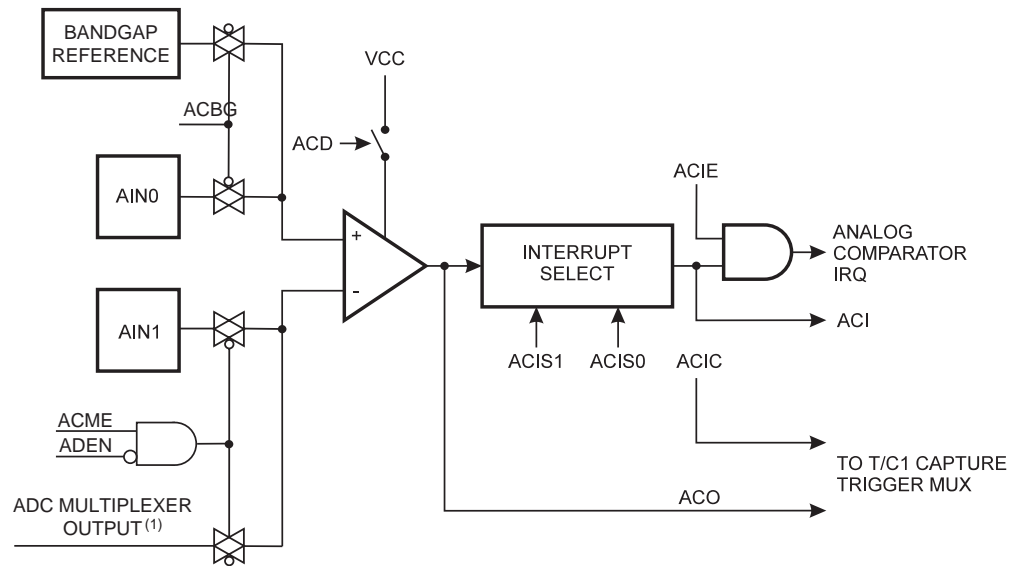 BANDGAP
REFERENCE
VCC
ACBG
ACD
AIN0
ACIE
+
INTERRUPT
SELECT
ANALOG
COMPARATOR
IRQ
-
AIN1
ACI
ACIS1
ACIS0
ACIC
ACME
ADEN
TO T/C1 CAPTURE
TRIGGER MUX
ADC MULTIPLEXER
OUTPUT (1)
ACO